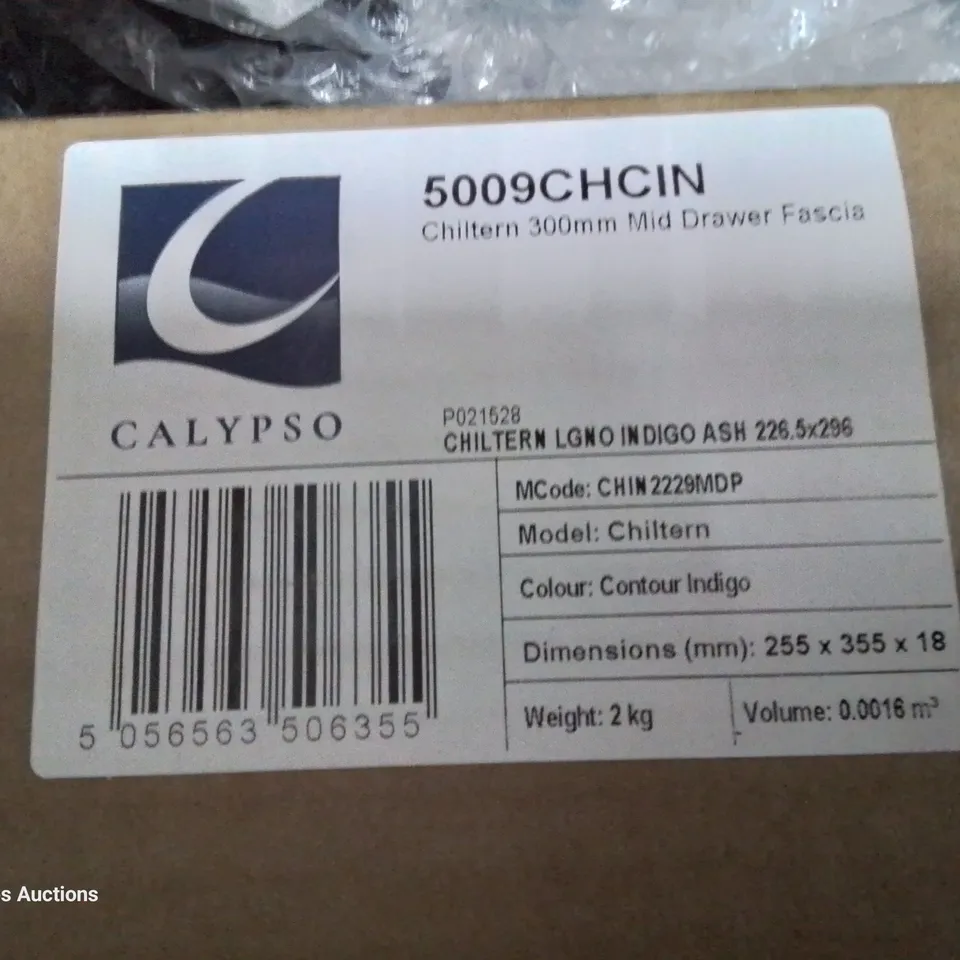 5009CHCIN
Chiltern 300mm Mid Drawer Fascia
CALYPSO
P021528
CHILTERN LGNO INDIGO ASH 226.5x296
MCode: CHIN2229MDP
Model: Chiltern
Colour: Contour Indigo
Dimensions (mm): 255 x 355 x 18
Weight: 2 kg
Volume: 0.0016 m³
5 056563 506355
s Auctions